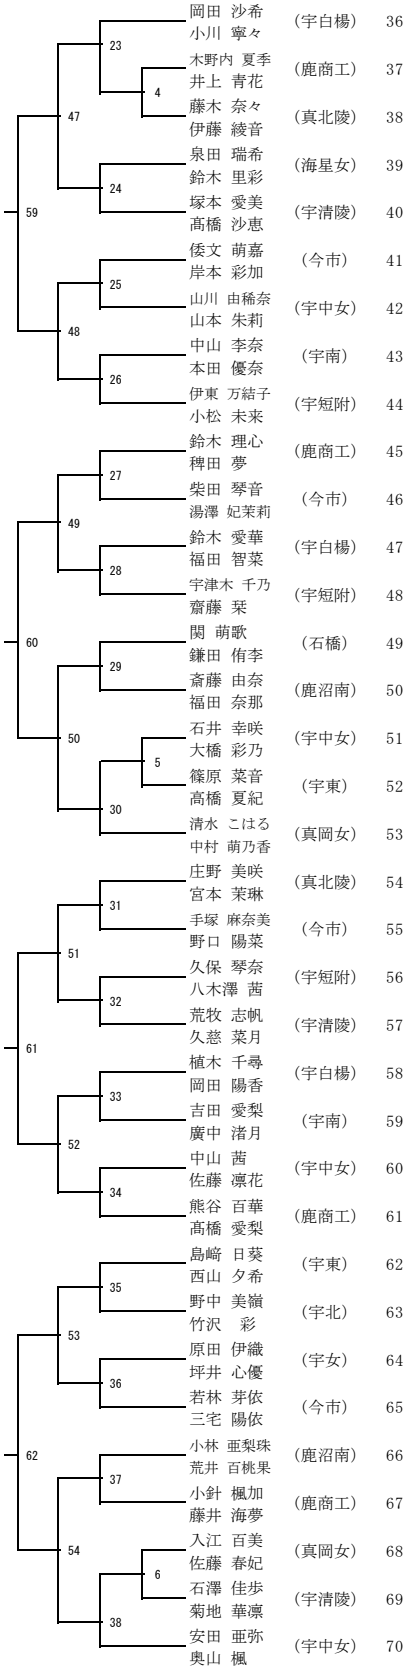 岡田 沙希
小川 寧々 (宇白楊) 36
23
木野内 夏季
井上 青花 (鹿商工) 37
4
藤木 奈々
伊藤 綾音 (真北陵) 38
47
泉田 瑞希
鈴木 里彩 (海星女) 39
24
塚本 愛美
髙橋 沙恵 (宇清陵) 40
59
倭文 萌嘉
岸本 彩加 (今市) 41
25
山川 由稀奈
山本 朱莉 (宇中女) 42
48
中山 李奈
本田 優奈 (宇南) 43
26
伊東 万結子
小松 未来 (宇短附) 44
鈴木 理心
稗田 夢 (鹿商工) 45
27
柴田 琴音
湯澤 妃茉莉 (今市) 46
49
鈴木 愛華
福田 智菜 (宇白楊) 47
28
宇津木 千乃
齋藤 栞 (宇短附) 48
60
関 萌歌
鎌田 侑李 (石橋) 49
29
斎藤 由奈
福田 奈那 (鹿沼南) 50
50
石井 幸咲
大橋 彩乃 (宇中女) 51
5
篠原 菜音
高橋 夏紀 (宇東) 52
30
清水 こはる
中村 萌乃香 (真岡女) 53
庄野 美咲
宮本 茉琳 (真北陵) 54
31
手塚 麻奈美
野口 陽菜 (今市) 55
51
久保 琴奈
八木澤 茜 (宇短附) 56
32
荒牧 志帆
久慈 菜月 (宇清陵) 57
61
植木 千尋
岡田 陽香 (宇白楊) 58
33
吉田 愛梨
廣中 渚月 (宇南) 59
52
中山 茜
佐藤 凛花 (宇中女) 60
34
熊谷 百華
髙橋 愛梨 (鹿商工) 61
島﨑 日葵
西山 夕希 (宇東) 62
35
野中 美嶺
竹沢 彩 (宇北) 63
53
原田 伊織
坪井 心優 (宇女) 64
36
若林 芽依
三宅 陽依 (今市) 65
62
小林 亜梨珠
荒井 百桃果 (鹿沼南) 66
37
小針 楓加
藤井 海夢 (鹿商工) 67
54
入江 百美
佐藤 春妃 (真岡女) 68
6
石澤 佳歩
菊地 華凛 (宇清陵) 69
38
安田 亜弥
奥山 楓 (宇中女) 70